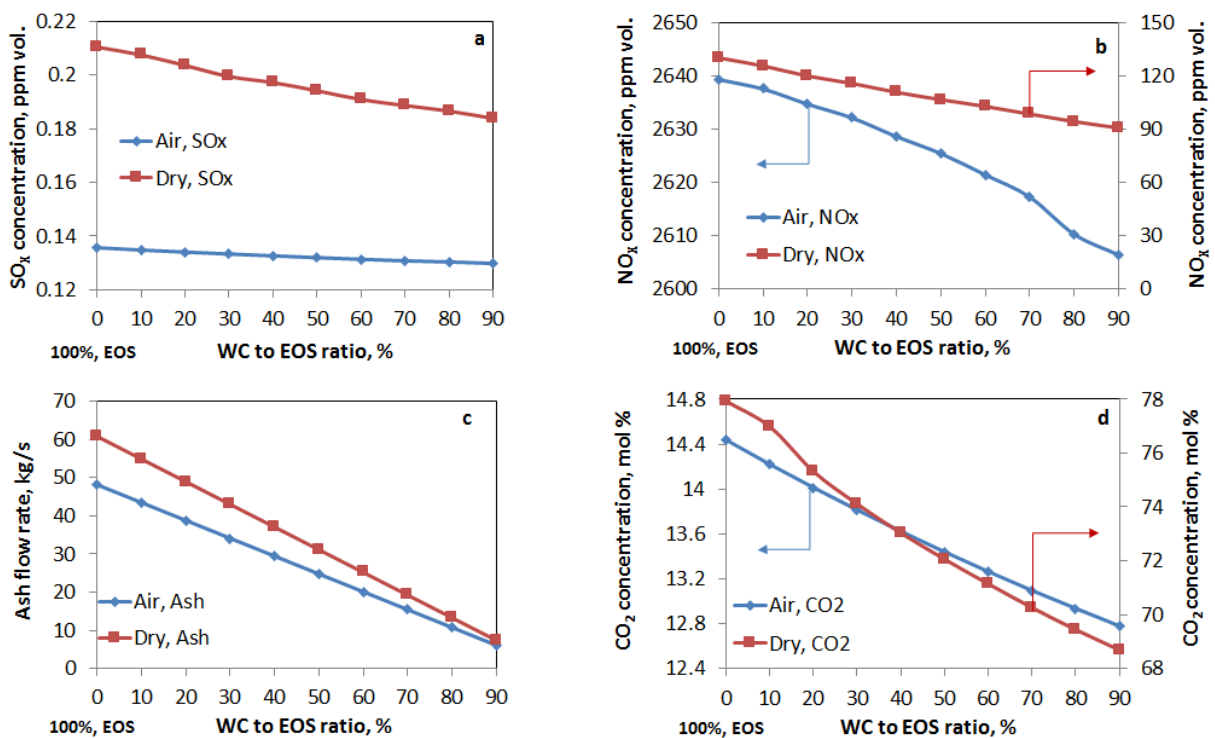 a
SOx concentration, ppm vol.
0.22
0.2
0.18
0.16
0.14
0.12
Air, SOx
Dry, SOx
0 10 20 30 40 50 60 70 80 90
100%, EOS
WC to EOS ratio, %
b
NOx concentration, ppm vol.
2650
2640
2630
2620
2610
2600
Air, NOx
Dry, NOx
150
120
90
60
30
0
NOx concentration, ppm vol.
0 10 20 30 40 50 60 70 80 90
100%, EOS
WC to EOS ratio, %
c
Ash flow rate, kg/s
70
60
50
40
30
20
10
0
Air, Ash
Dry, Ash
0 10 20 30 40 50 60 70 80 90
100%, EOS
WC to EOS ratio, %
d
CO2 concentration, mol %
14.8
14.4
14
13.6
13.2
12.8
12.4
Air, CO2
Dry, CO2
78
76
74
72
70
68
CO2 concentration, mol %
0 10 20 30 40 50 60 70 80 90
100%, EOS
WC to EOS ratio, %